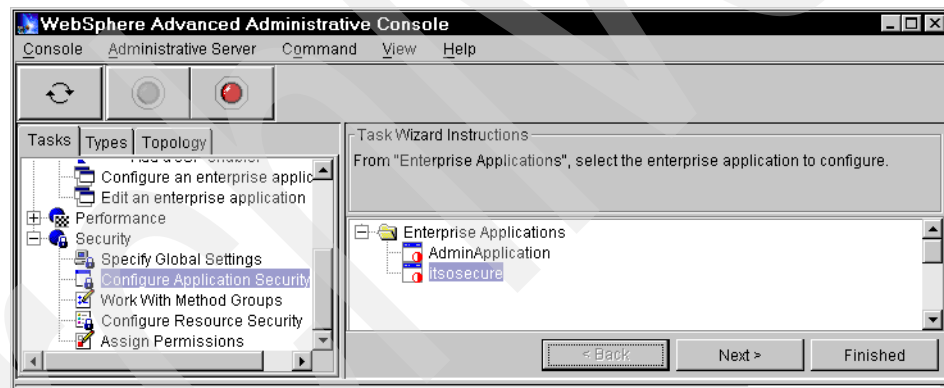 WebSphere Advanced Administrative Console
Console Administrative Server Command View Help
Tasks Types Topology
Configure an enterprise applic
Edit an enterprise application
Performance
Security
Specify Global Settings
Configure Application Security
Work With Method Groups
Configure Resource Security
Assign Permissions
Task Wizard Instructions
From "Enterprise Applications", select the enterprise application to configure.
Enterprise Applications
AdminApplication
itsosecure
< Back Next > Finished